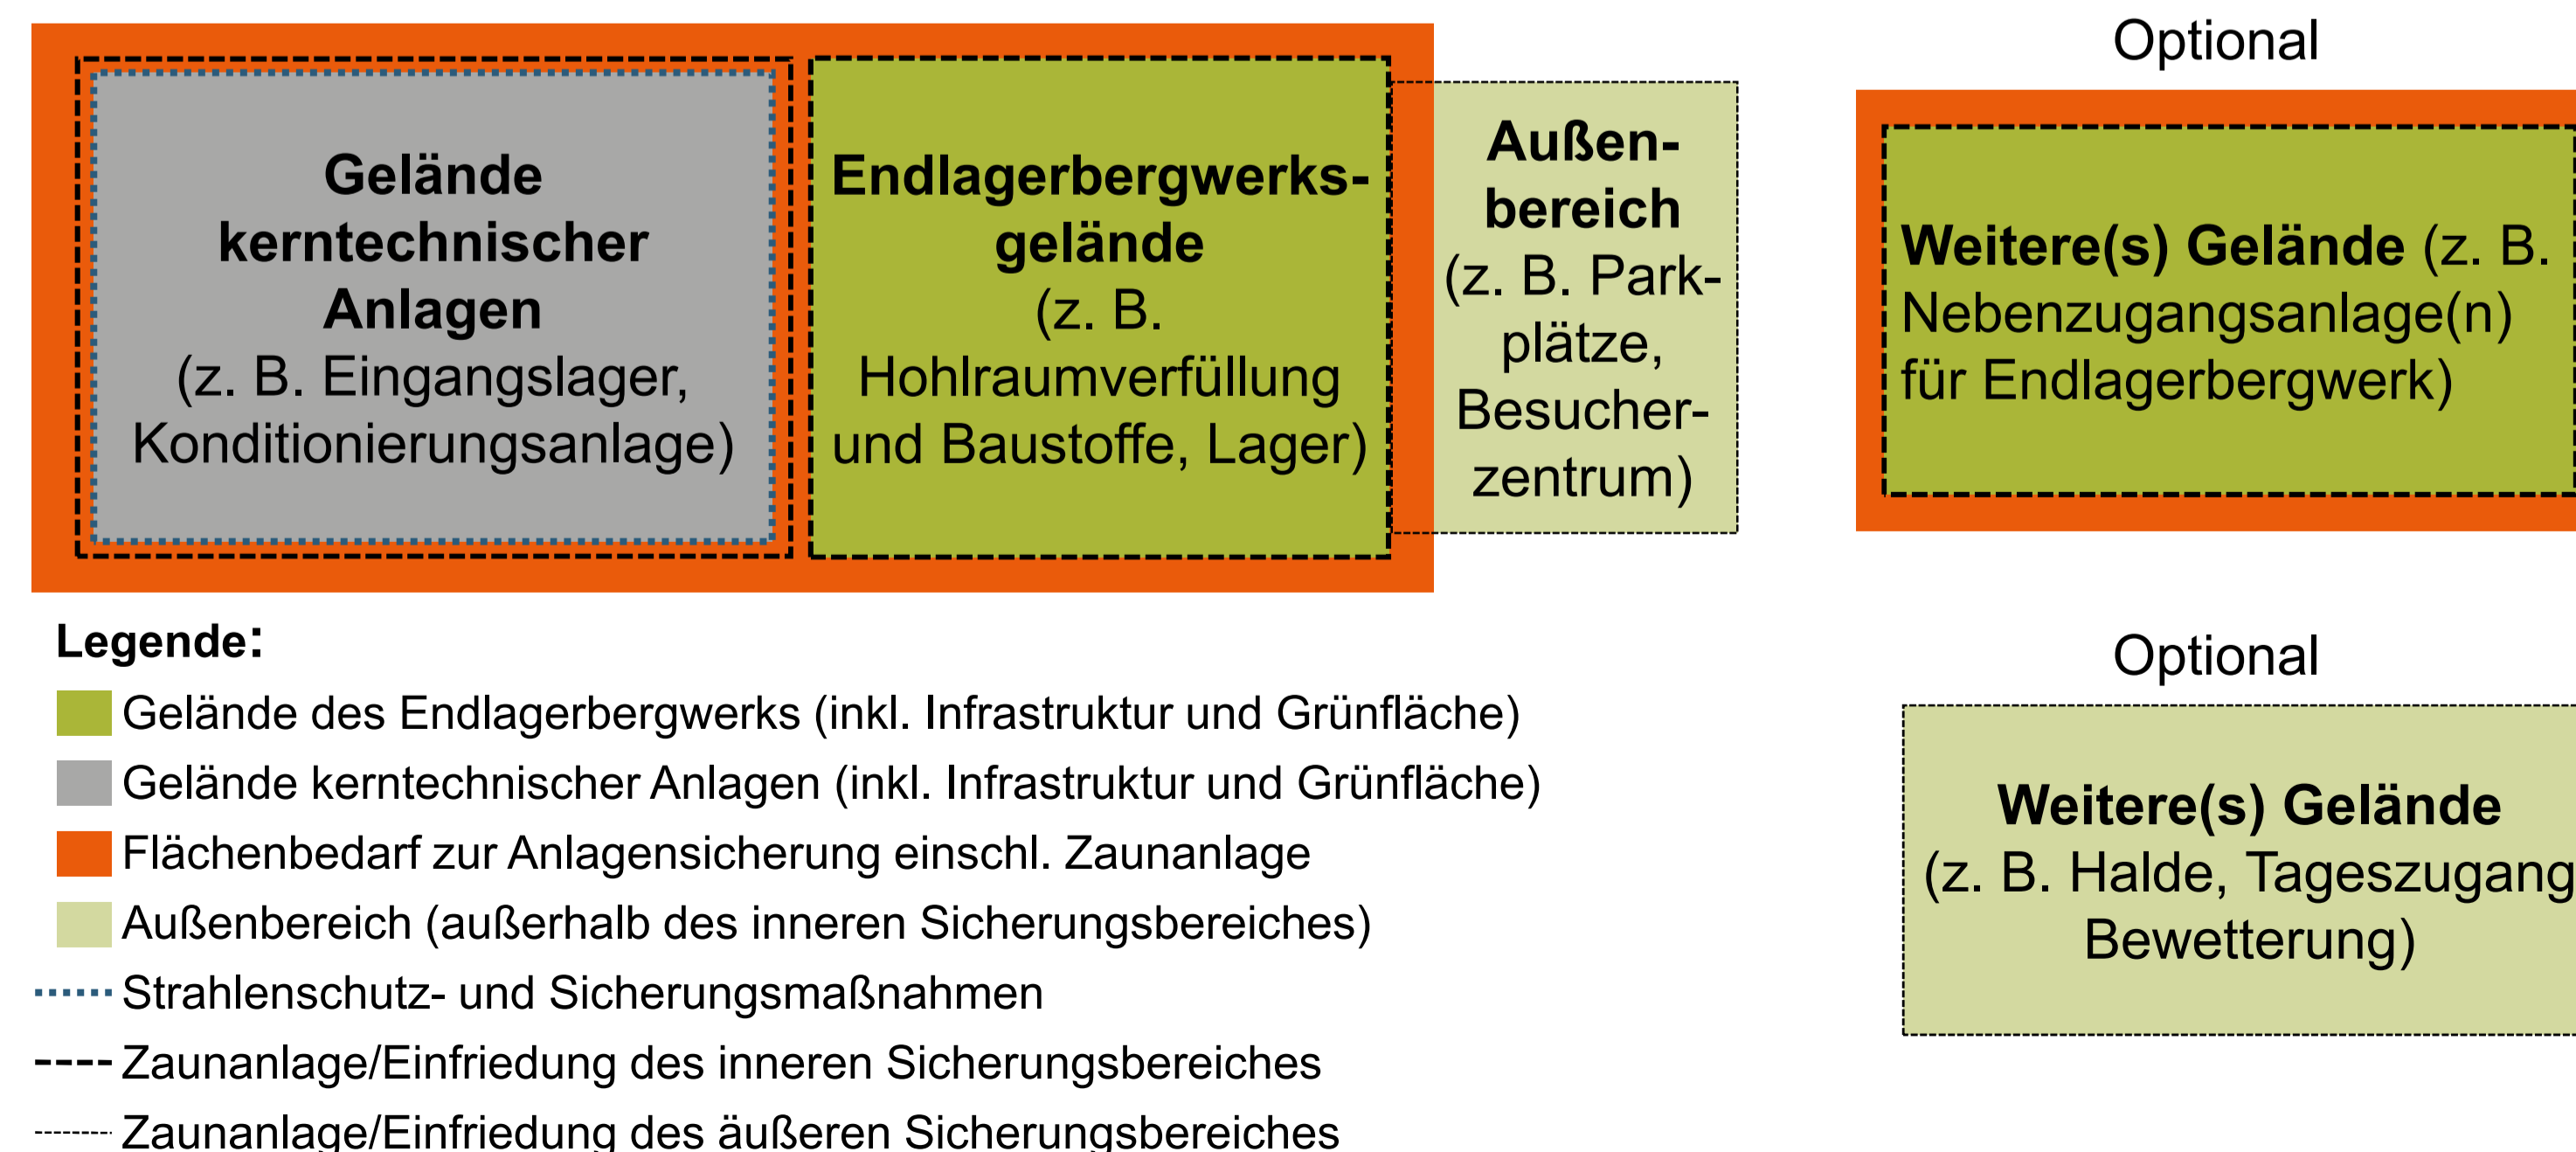 Gelände
kerntechnischer
Anlagen
(z. B. Eingangslager,
Konditionierungsanlage)
Endlagerbergwerks-
gelände
(z. B.
Hohlraumverfüllung
und Baustoffe, Lager)
Außen-
bereich
(z. B. Park-
plätze,
Besucher-
zentrum)
Optional
Weitere(s) Gelände (z. B.
Nebenzugangsanlage(n)
für Endlagerbergwerk)
Optional
Weitere(s) Gelände
(z. B. Halde, Tageszugang
Bewetterung)
Legende:
Gelände des Endlagerbergwerks (inkl. Infrastruktur und Grünfläche)
Gelände kerntechnischer Anlagen (inkl. Infrastruktur und Grünfläche)
Flächenbedarf zur Anlagensicherung einschl. Zaunanlage
Außenbereich (außerhalb des inneren Sicherungsbereiches)
Strahlenschutz- und Sicherungsmaßnahmen
Zaunanlage/Einfriedung des inneren Sicherungsbereiches
Zaunanlage/Einfriedung des äußeren Sicherungsbereiches